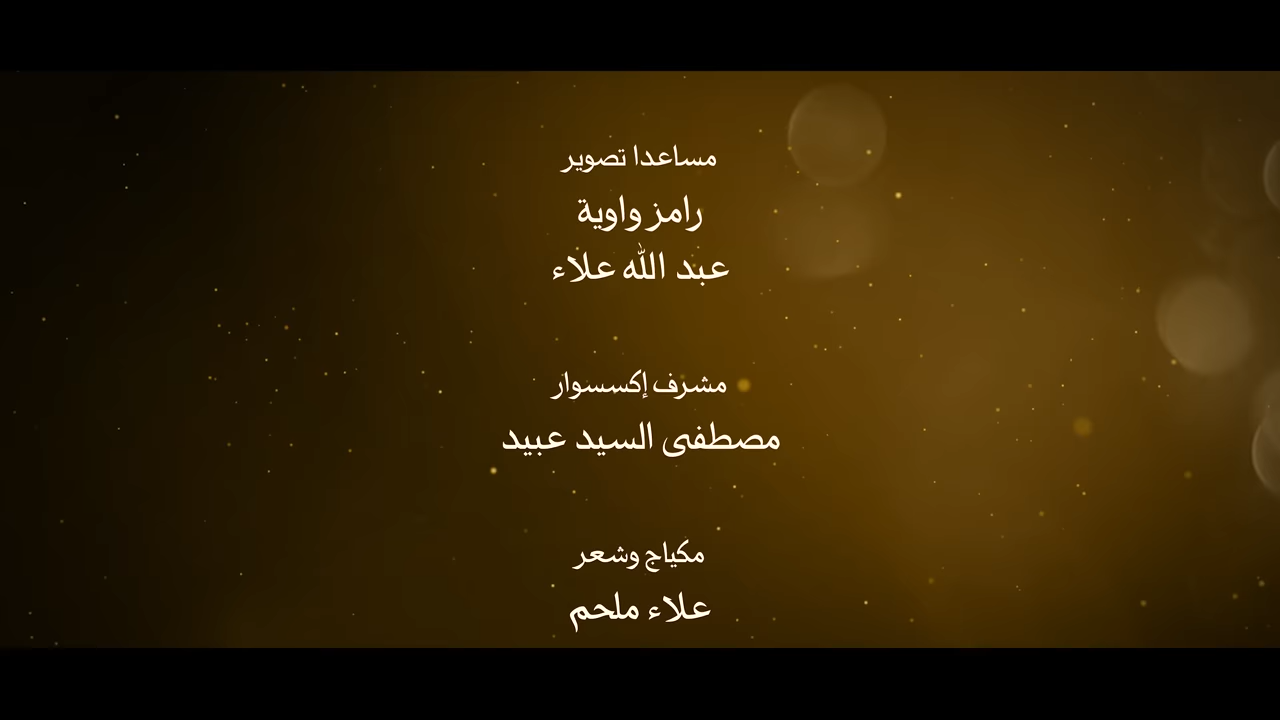 مساعدا تصوير
رامز واوية
عبد الله علاء
مشرف إكسسوار
مصطفى السيد عبيد
مكياج وشعر
علاء ملحم